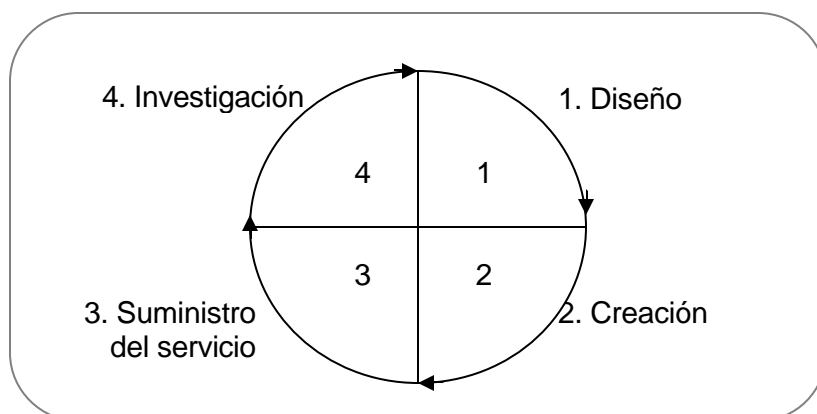 4. Investigación
1. Diseño
4
1
3
2
3. Suministro
del servicio
2. Creación